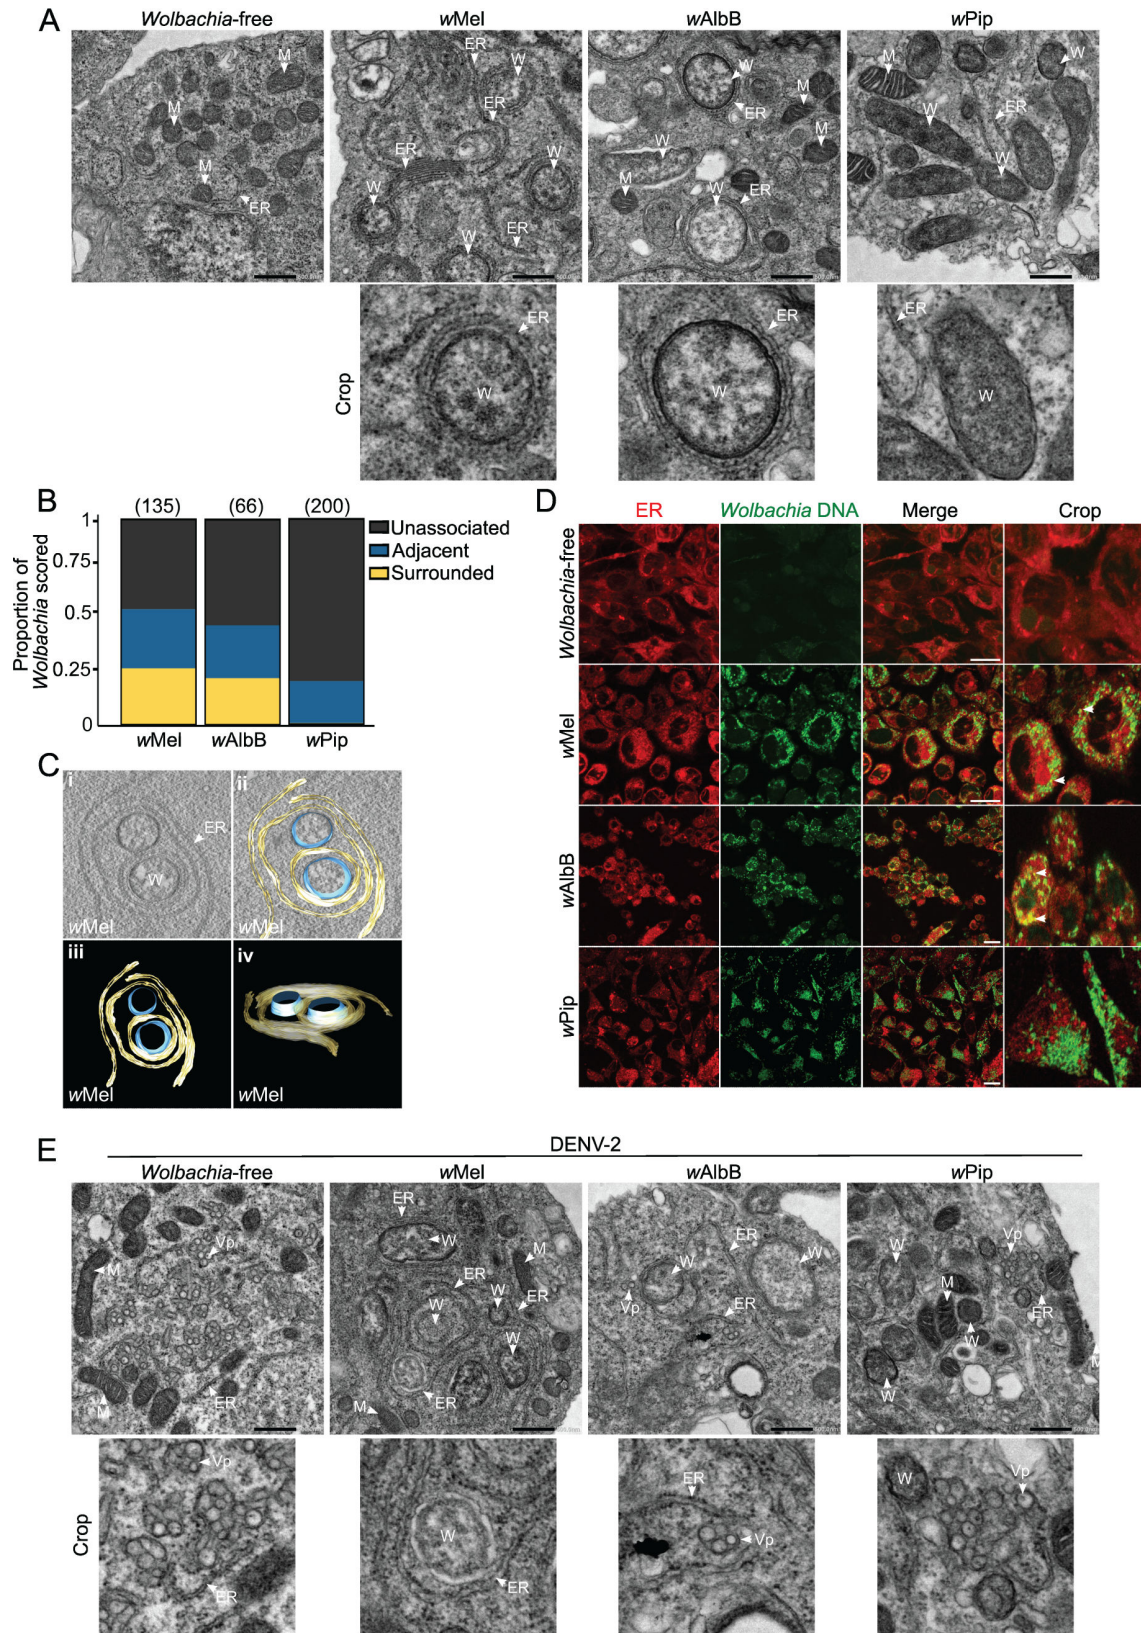 A
Wolbachia-free
wMel
wAlbB
wPip
M
M
M
ER
ER
W
ER
ER
W
W
W
ER
W
ER
M
W
M
W
ER
M
M
W
W
ER
W
Crop
ER
W
ER
W
ER
W
B
(135) (66) (200)
Proportion of
Wolbachia scored
1
0.75
0.5
0.25
0
wMel wAlbB wPip
Unassociated
Adjacent
Surrounded
C
i
ER
W
wMel
ii
wMel
iii
wMel
iv
wMel
D
ER
Wolbachia DNA
Merge
Crop
Wolbachia-free
wMel
wAlbB
wPip
E
DENV-2
Wolbachia-free
wMel
wAlbB
wPip
Vp
M
M
ER
ER
W
M
ER
W
W
ER
W
ER
M
ER
W
W
Vp
ER
Vp
W
M
ER
W
W
M
Crop
Vp
ER
W
ER
ER
Vp
W
Vp